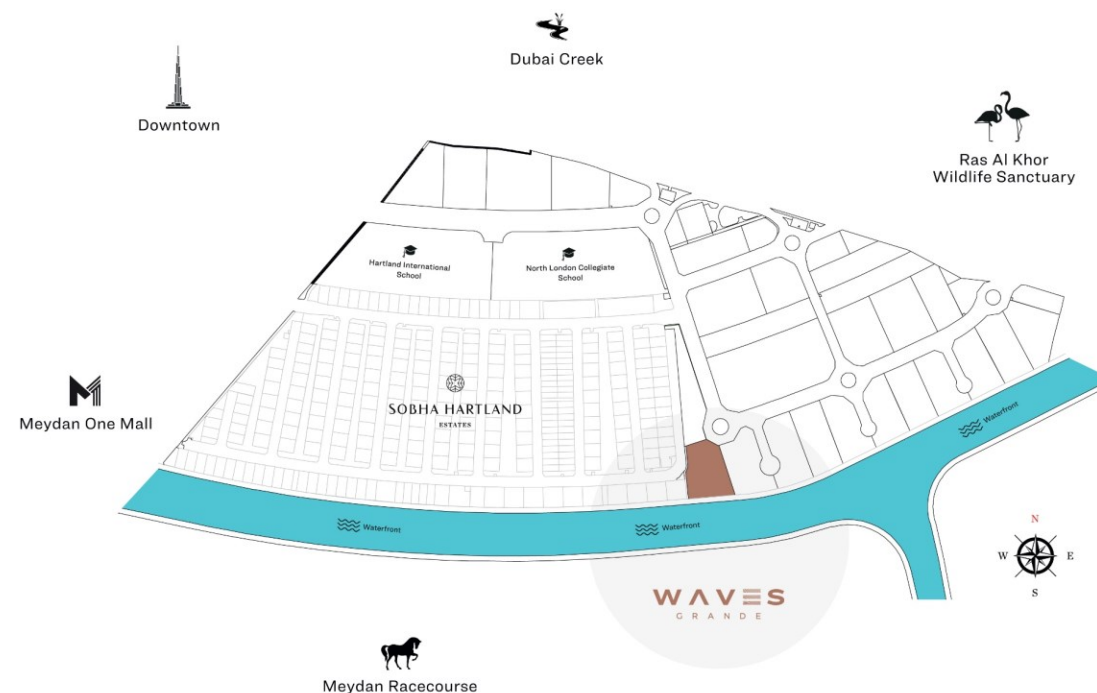 Dubai Creek
Downtown
Ras Al Khor
Wildlife Sanctuary
Hartland International
School
North London Collegiate
School
Meydan One Mall
SOBHA HARTLAND
ESTATES
Waterfront
Waterfront
Waterfront
N
W
E
S
WAVES
GRANDE
Meydan Racecourse